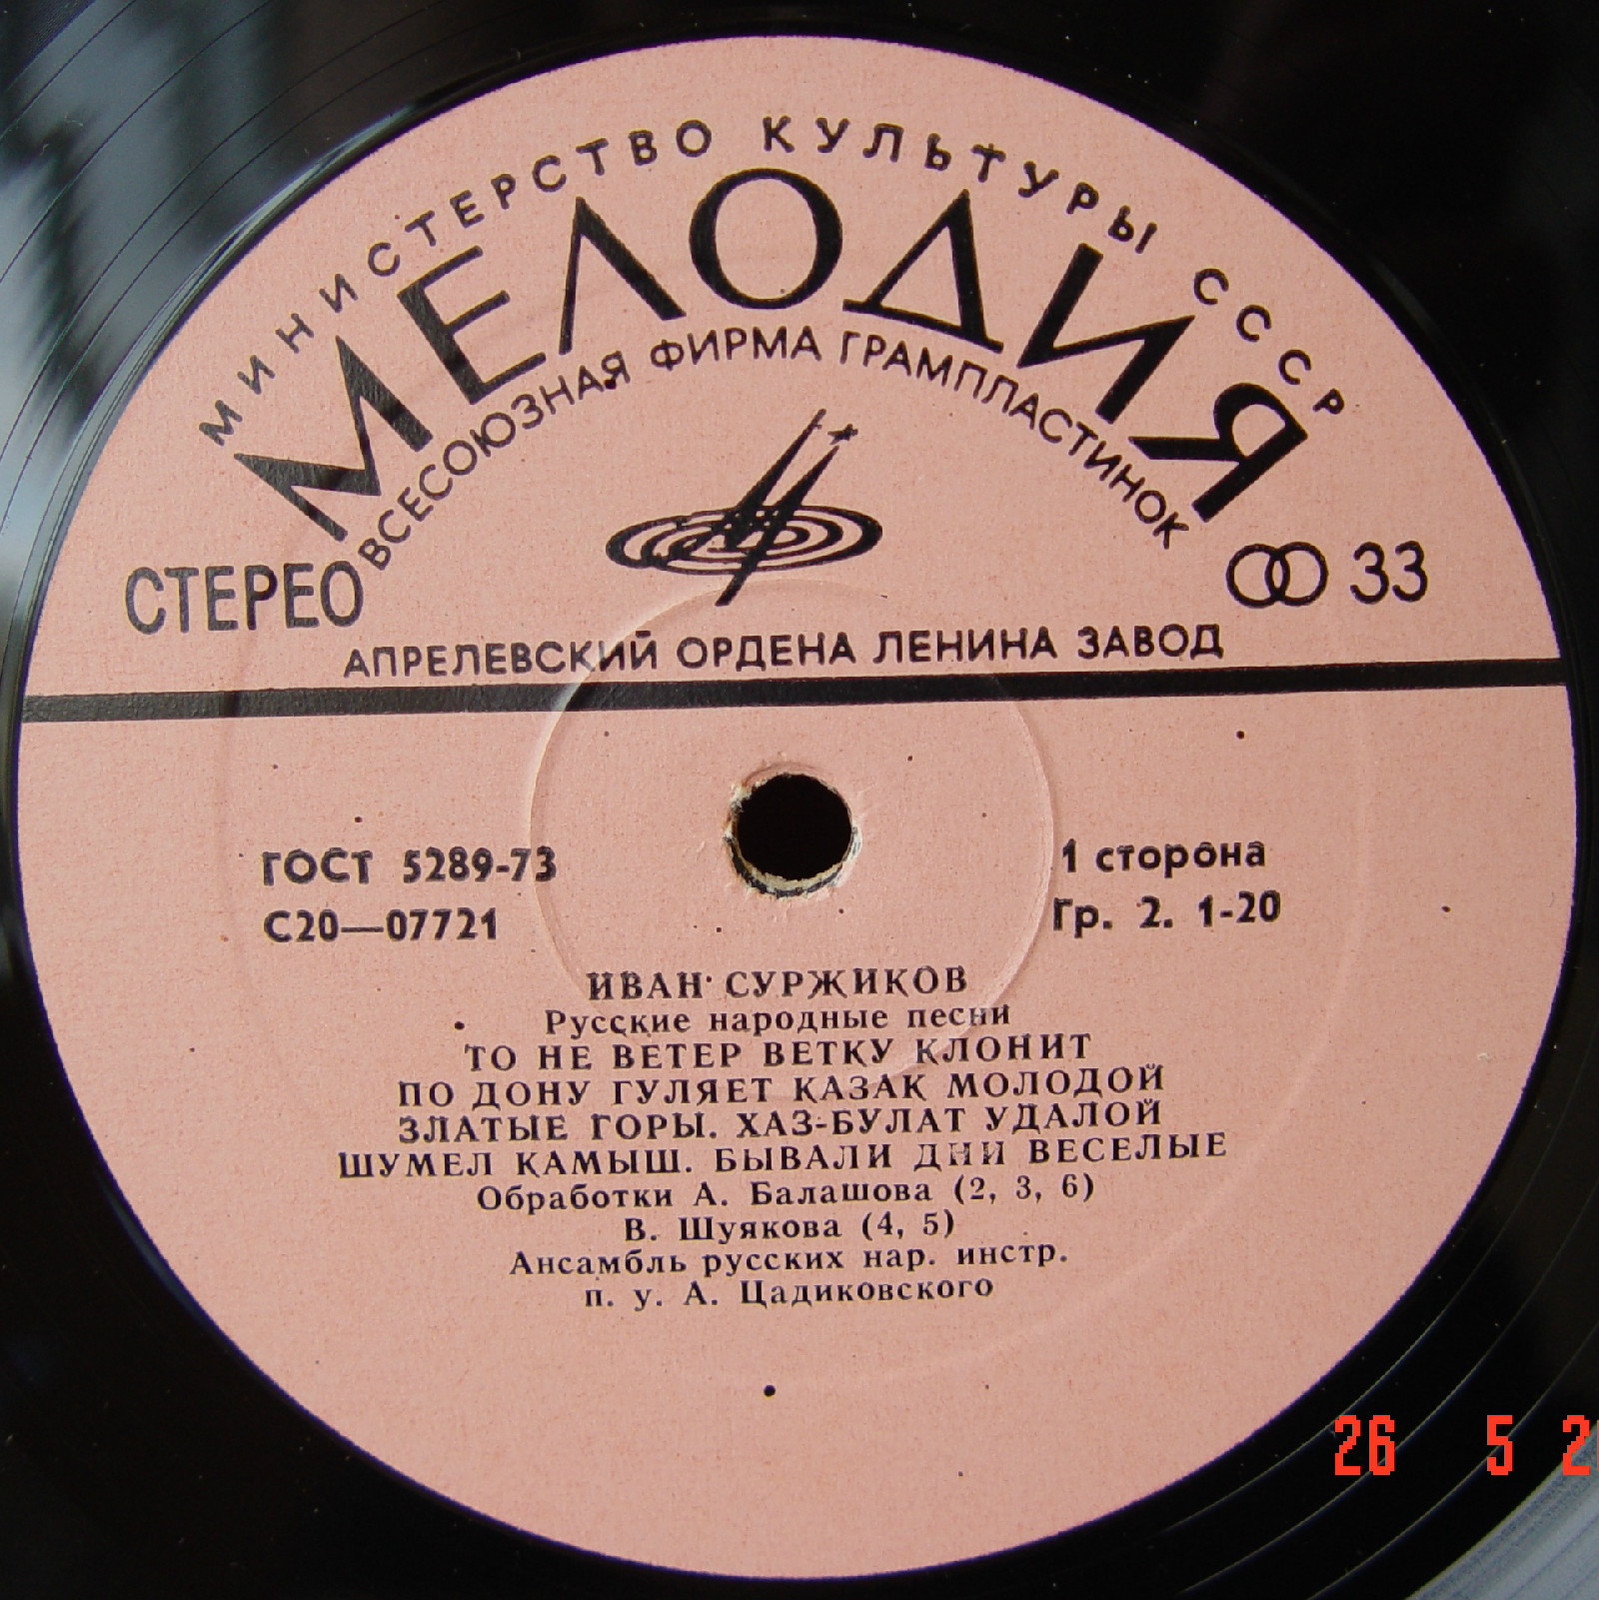 МИНИСТЕРСТВО КУЛЬТУРЫ СССР
МЕЛОДИЯ
ВСЕСОЮЗНАЯ ФИРМА ГРАМПЛАСТИНОК
СТЕРЕО
33
АПРЕЛЕВСКИЙ ОРДЕНА ЛЕНИНА ЗАВОД
ГОСТ 5289-73
1 сторона
С20—07721
Гр. 2. 1-20
ИВАН СУРЖИКОВ
Русские народные песни
ТО НЕ ВЕТЕР ВЕТКУ КЛОНИТ
ПО ДОНУ ГУЛЯЕТ КАЗАК МОЛОДОЙ
ЗЛАТЫЕ ГОРЫ. ХАЗ-БУЛАТ УДАЛОЙ
ШУМЕЛ КАМЫШ. БЫВАЛИ ДНИ ВЕСЕЛЫЕ
Обработки А. Балашова (2, 3, 6)
В. Шуякова (4, 5)
Ансамбль русских нар. инстр.
п. у. А. Цадиковского
26 5